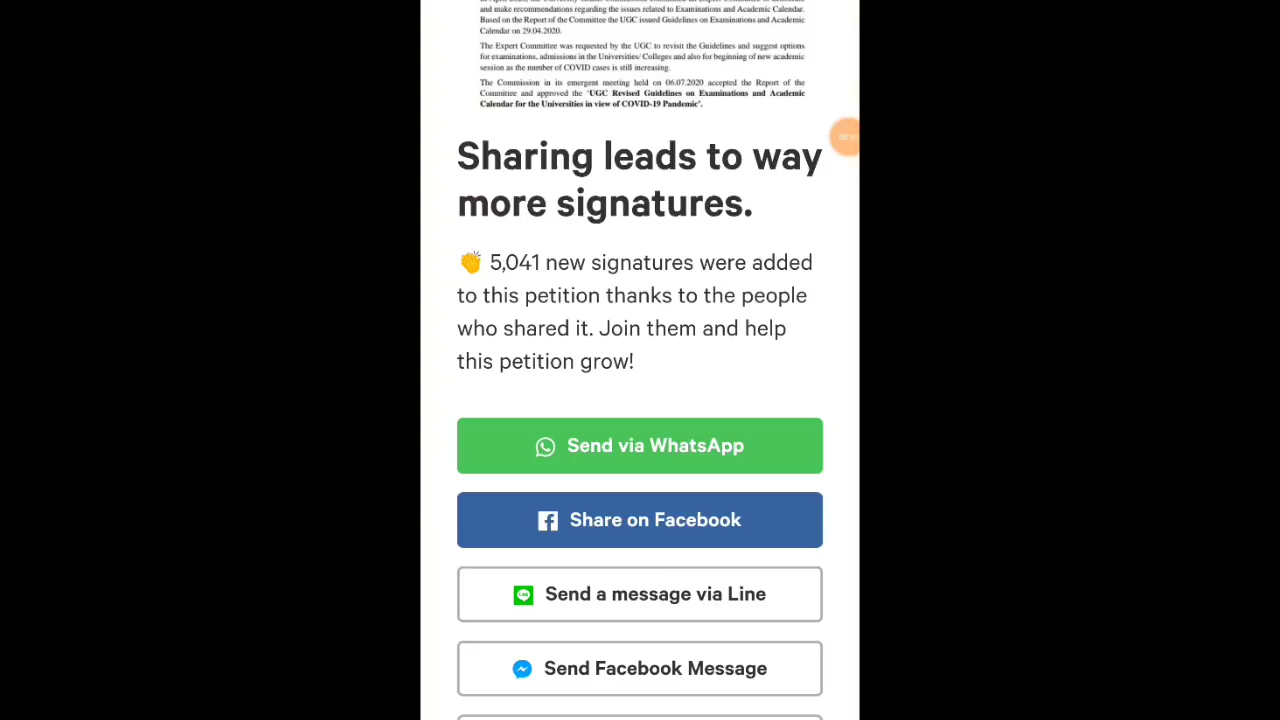 and make recommendations regarding the issues related to Examinations and Academic Calendar.
Based on the Report of the Committee the UGC issued Guidelines on Examinations and Academic
Calendar on 29.04.2020.
The Expert Committee was requested by the UGC to revisit the Guidelines and suggest options
for examinations, admissions in the Universities/ Colleges and also for beginning of new academic
session as the number of COVID cases is still increasing.
The Commission in its emergent meeting held on 06.07.2020 accepted the Report of the
Committee and approved the 'UGC Revised Guidelines on Examinations and Academic
Calendar for the Universities in view of COVID-19 Pandemic'.
Sharing leads to way
more signatures.
👏 5,041 new signatures were added
to this petition thanks to the people
who shared it. Join them and help
this petition grow!
Send via WhatsApp
Share on Facebook
Send a message via Line
Send Facebook Message